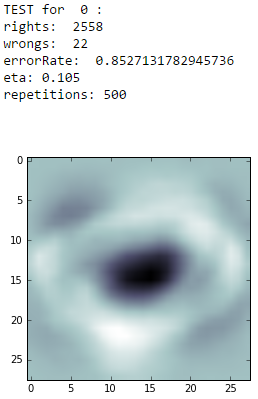 TEST for  0 :
rights:  2558
wrongs:  22
errorRate:  0.8527131782945736
eta: 0.105
repetitions: 500
0
5
10
15
20
25
0 5 10 15 20 25